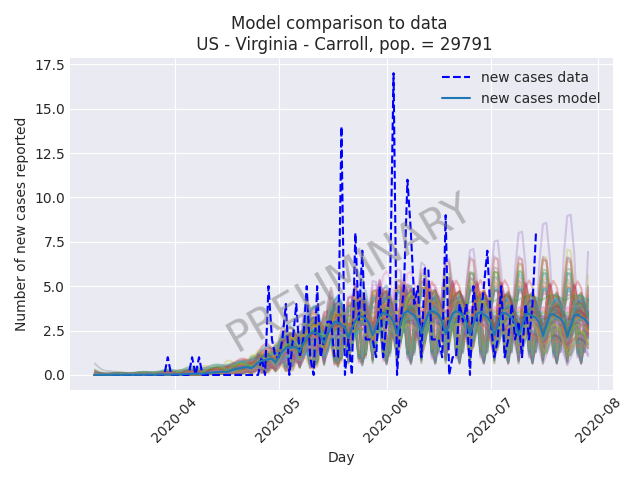 Model comparison to data
US - Virginia - Carroll, pop. = 29791
17.5
15.0
12.5
10.0
7.5
5.0
2.5
0.0
Number of new cases reported
new cases data
new cases model
PRELIMINARY
2020-04
2020-05
2020-06
2020-07
2020-08
Day